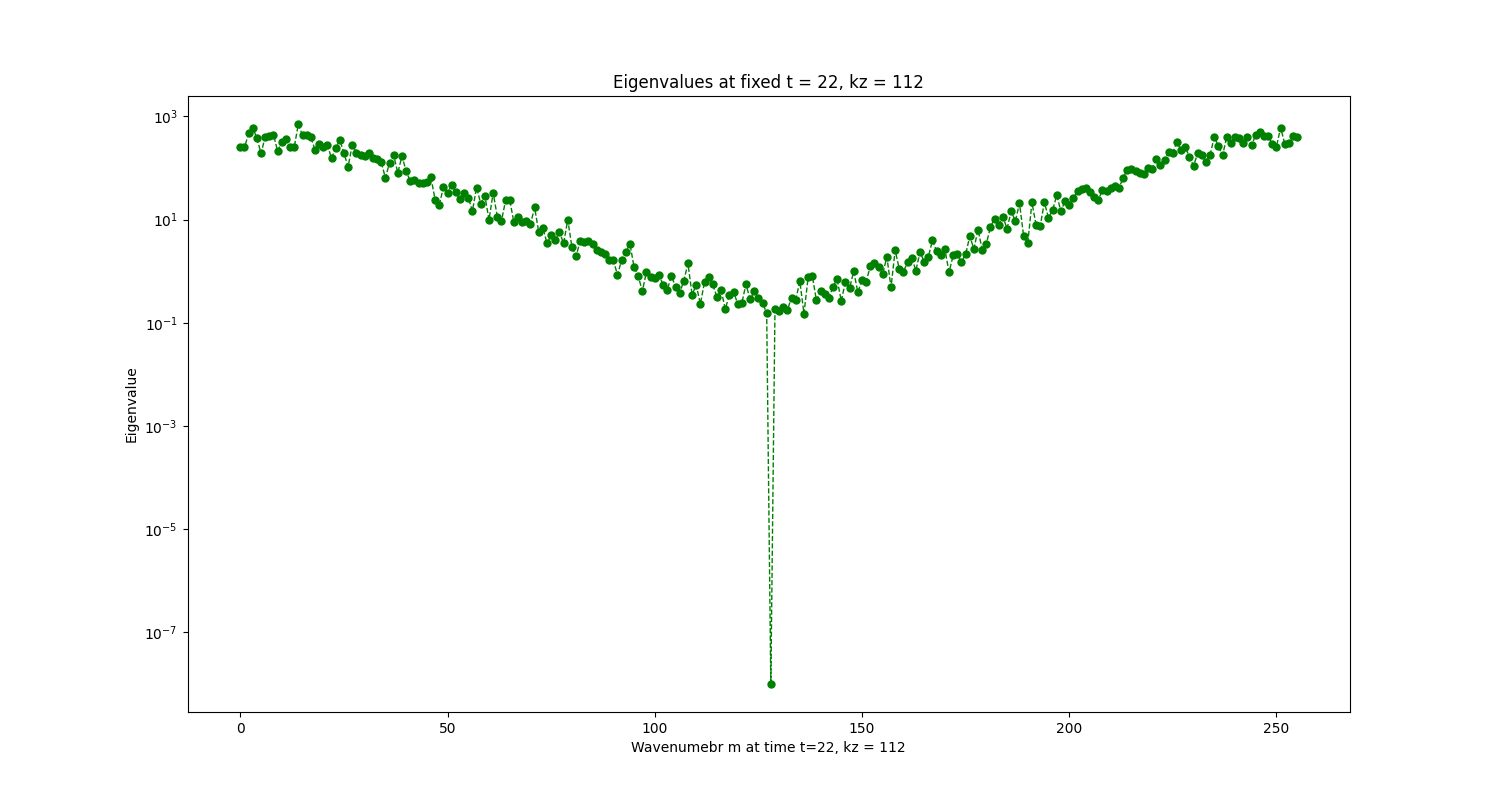 Eigenvalues at fixed t = 22, kz = 112
10³
10¹
10⁻¹
10⁻³
10⁻⁵
10⁻⁷
Eigenvalue
0 50 100 150 200 250
Wavenumebr m at time t=22, kz = 112